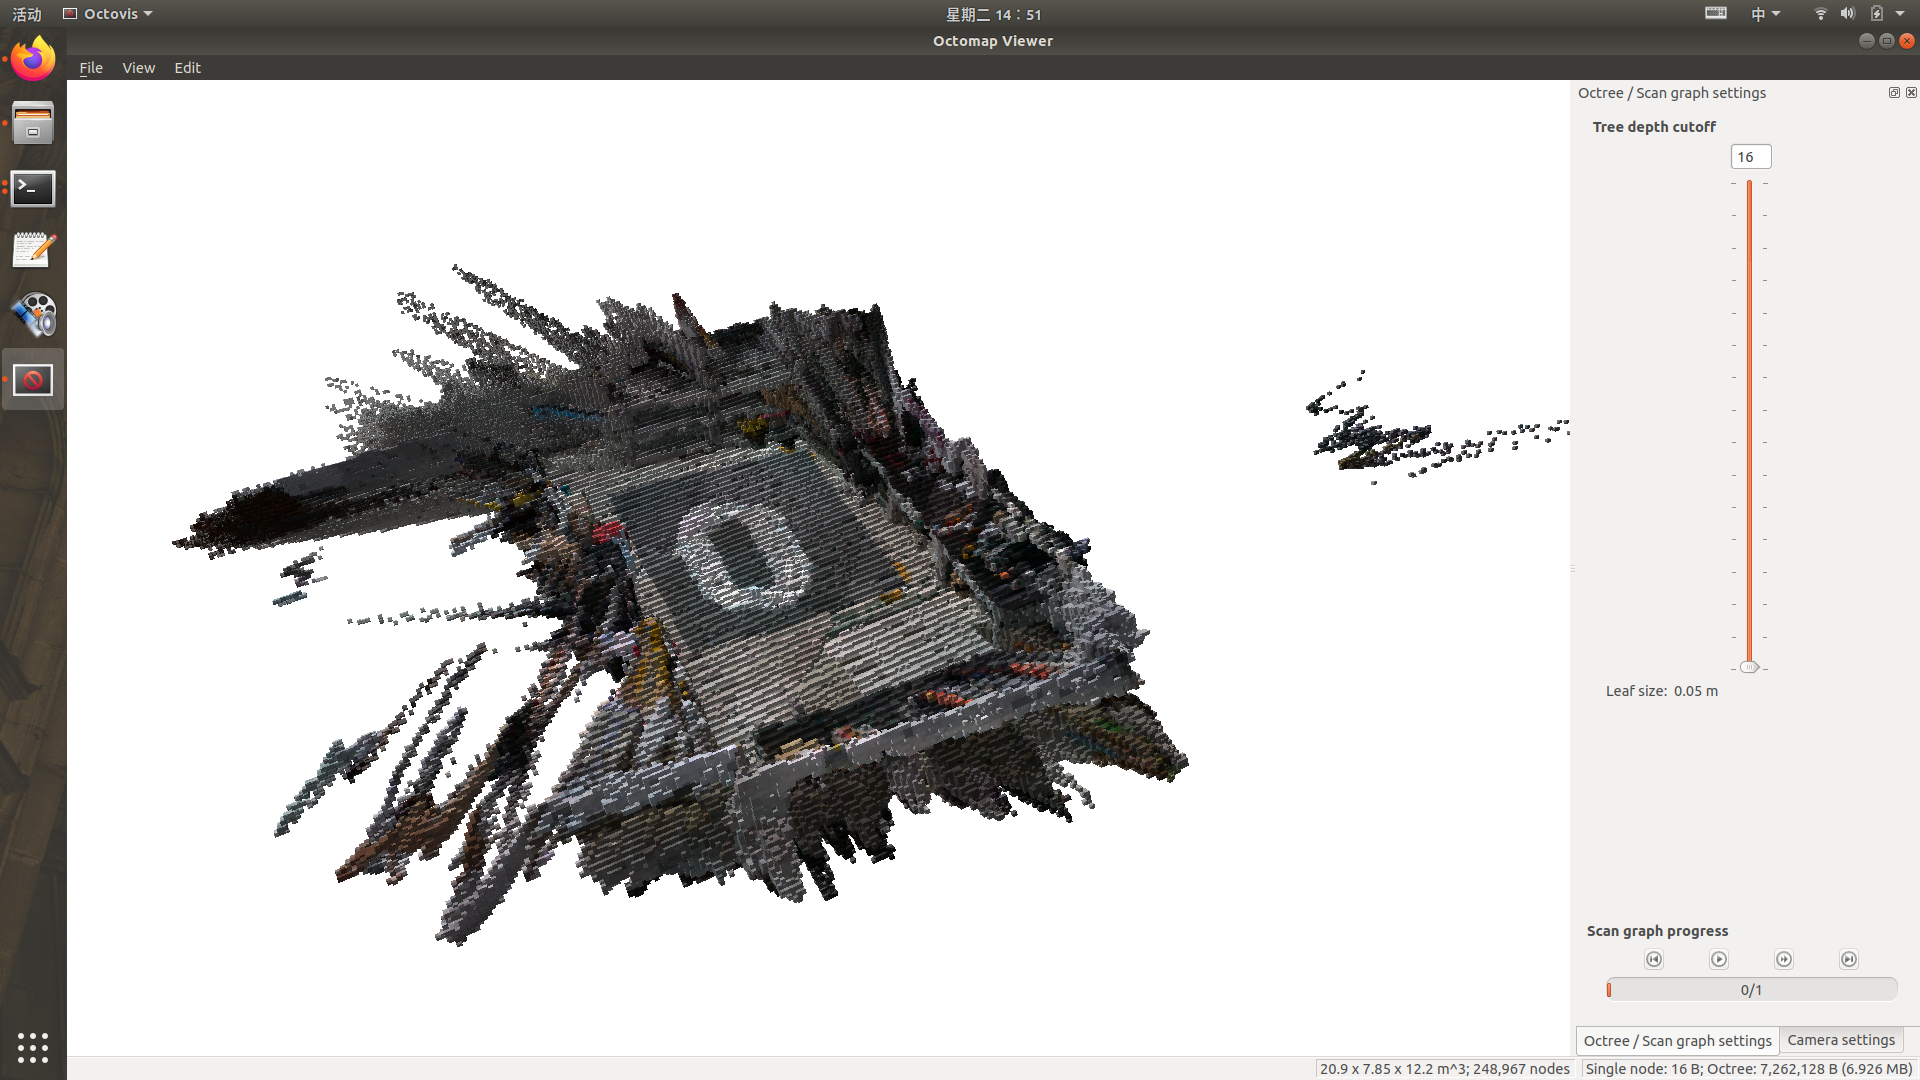 活动 Octovis 星期二 14：51 中
Octomap Viewer
File View Edit
Octree / Scan graph settings
Tree depth cutoff
16
Leaf size: 0.05 m
Scan graph progress
0/1
Octree / Scan graph settings Camera settings
20.9 x 7.85 x 12.2 m^3; 248,967 nodes Single node: 16 B; Octree: 7,262,128 B (6.926 MB)